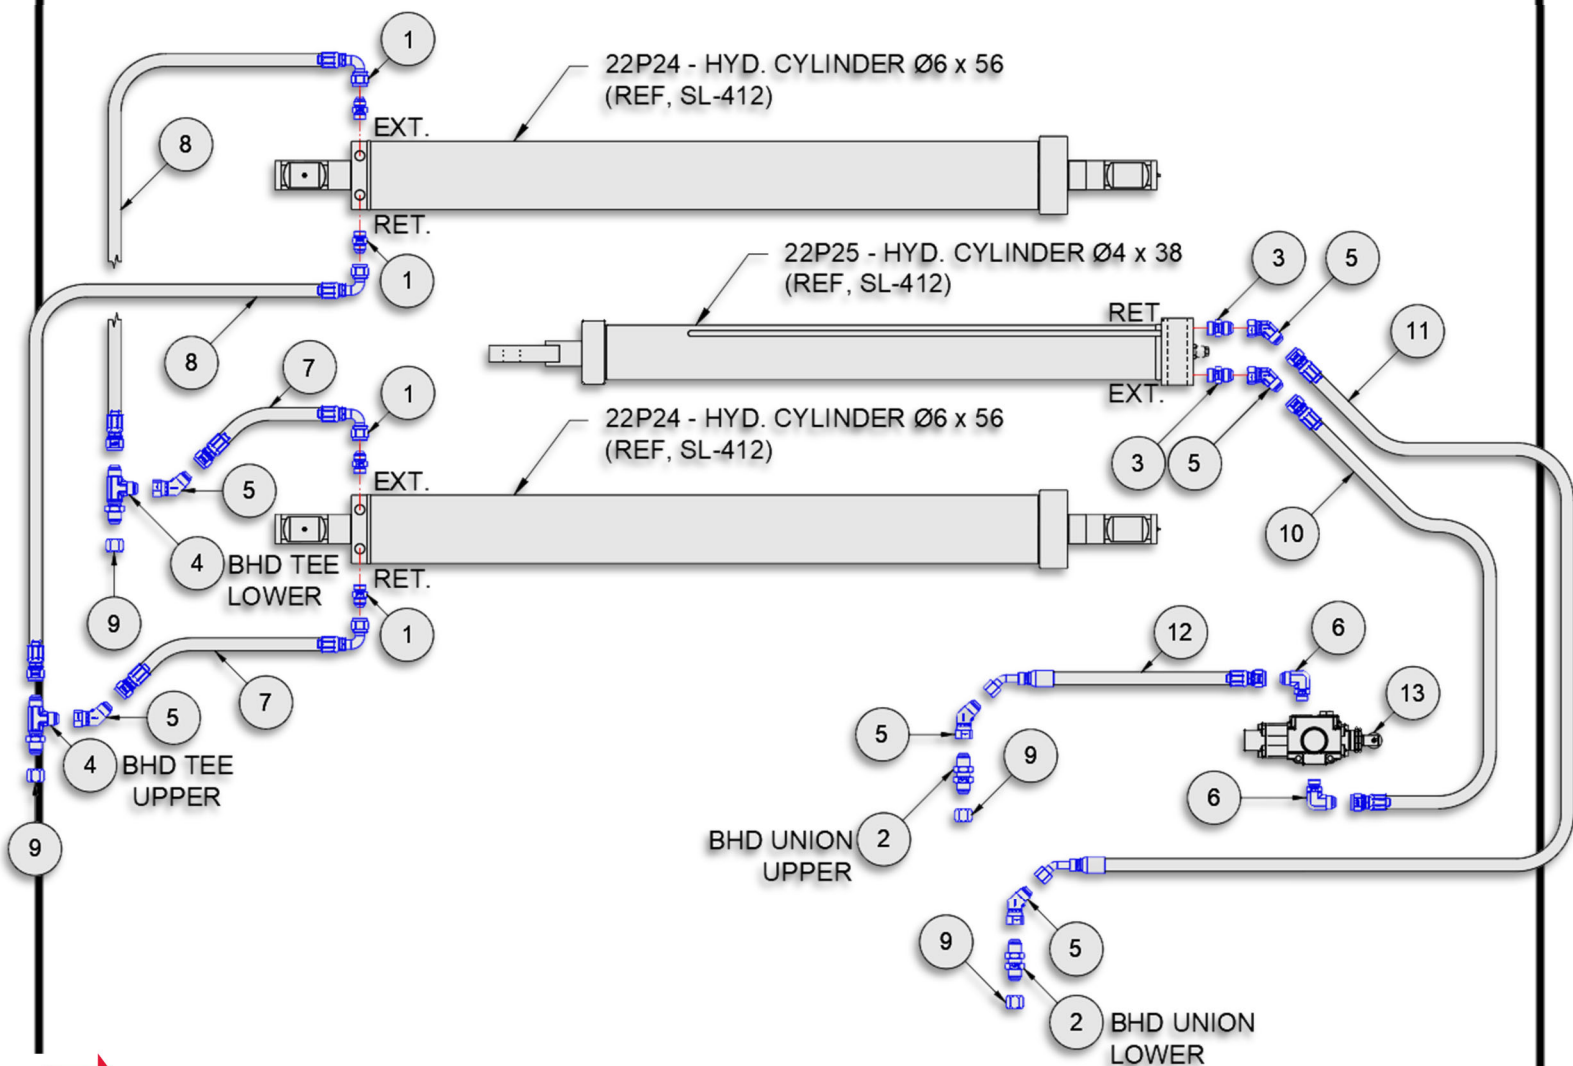 1
22P24 - HYD. CYLINDER Ø6 x 56
(REF, SL-412)
EXT.
8
RET.
1
22P25 - HYD. CYLINDER Ø4 x 38
(REF, SL-412)
3
5
RET.
EXT.
11
8
7
1
22P24 - HYD. CYLINDER Ø6 x 56
(REF, SL-412)
3
5
EXT.
5
10
4
BHD TEE
LOWER
RET.
9
1
12
6
7
13
5
5
4
BHD TEE
UPPER
9
6
9
2
BHD UNION
UPPER
9
5
2
BHD UNION
LOWER